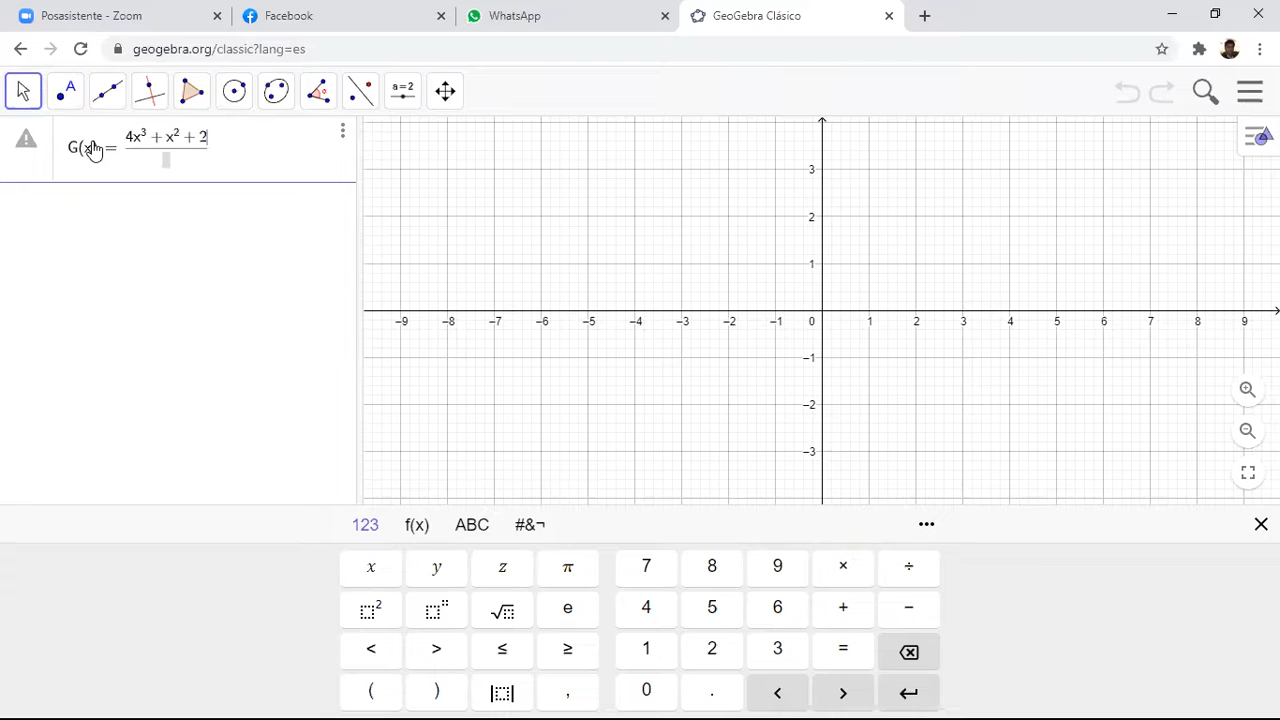 Posasistente - Zoom
Facebook
WhatsApp
GeoGebra Clásico
geogebra.org/classic?lang=es
A
a=2
G(x) = 4x³ + x² + 2
3
2
1
0
-9 -8 -7 -6 -5 -4 -3 -2 -1 0 1 2 3 4 5 6 7 8 9
-1
-2
-3
123 f(x) ABC #&¬
x y z π 7 8 9 × ÷
2 √ e 4 5 6 + −
< > ≤ ≥ 1 2 3 =
( ) , 0 . < >